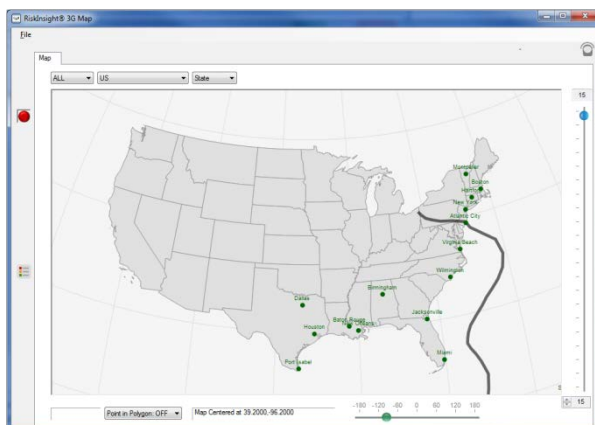 RiskInsight® 3G Map
File
Map
ALL US State
15
Montpelier
Boston
New York
Atlantic City
Virginia Beach
Wilmington
Birmingham
Dallas
Jacksonville
Baton Rouge
Houston
Port Isabel
Miami
Point in Polygon: OFF
Map Centered at 39.2000,-96.2000
-180 -120 -60 0 60 120 180
15